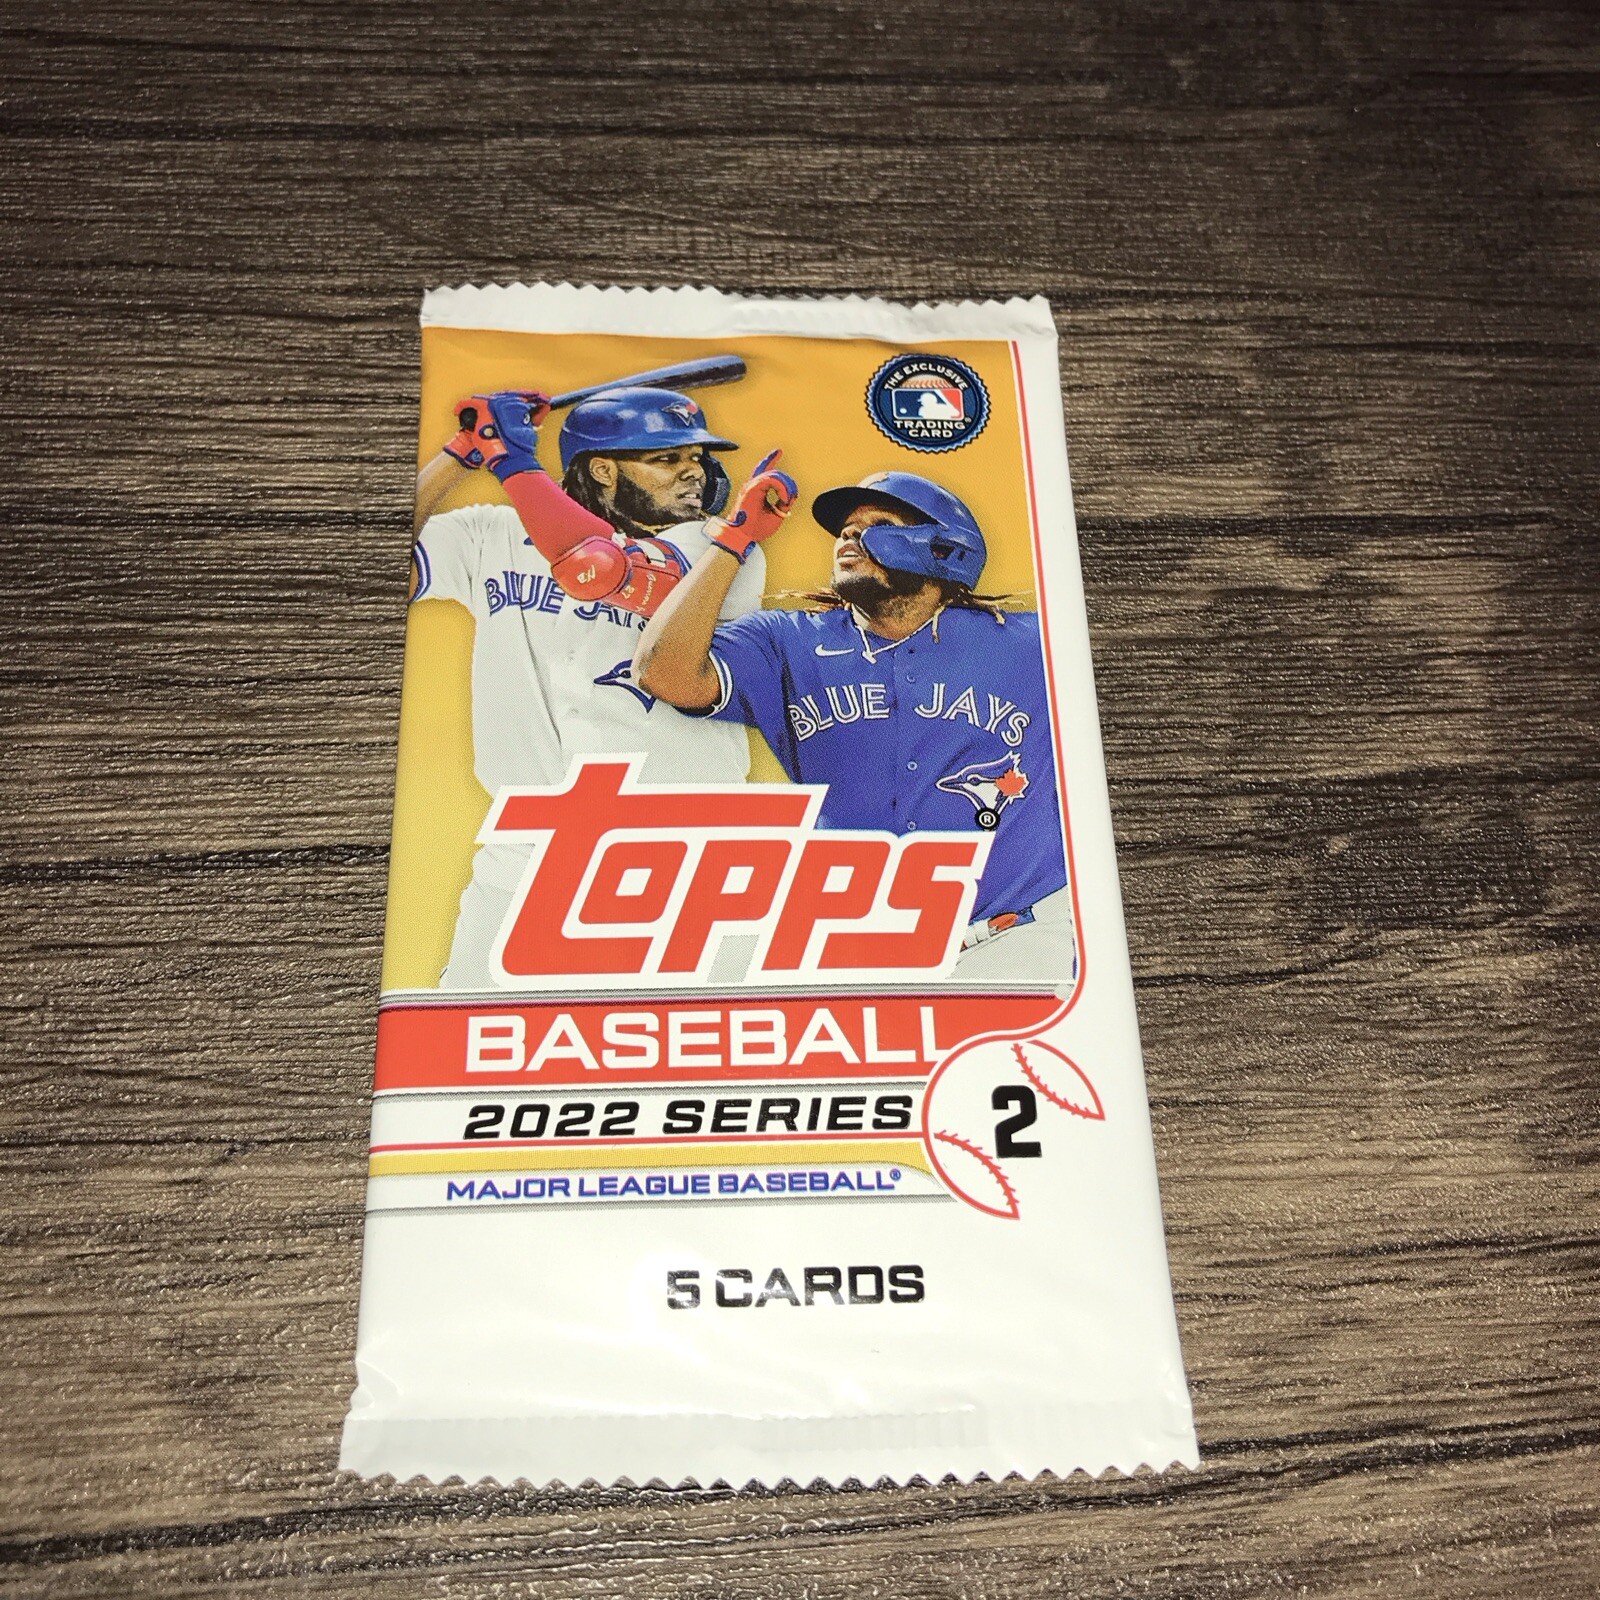 THE EXCLUSIVE
TRADING
CARD
BLUE JAYS
BLUE JAYS
topps®
BASEBALL
2022 SERIES 2
MAJOR LEAGUE BASEBALL®
5 CARDS